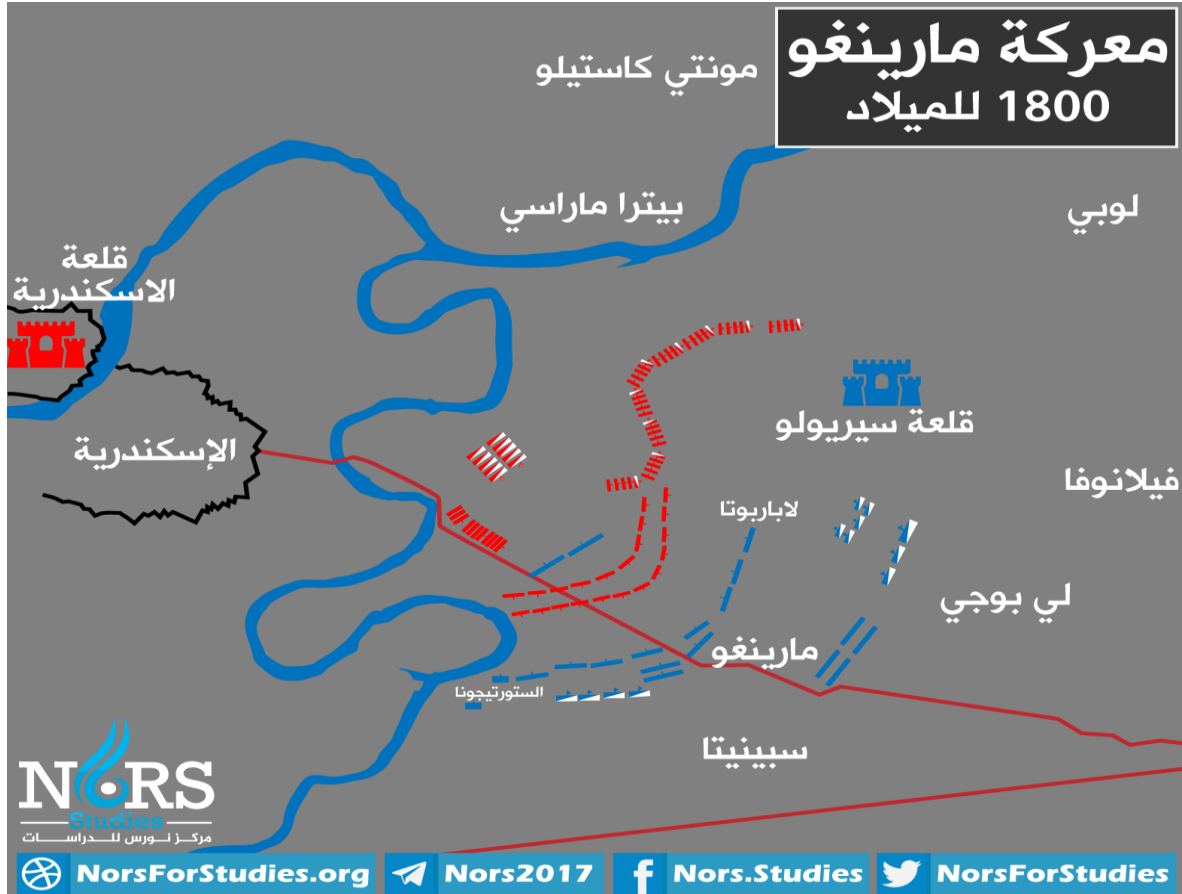 معركة مارينغو
1800 للميلاد
مونتي كاستيلو
بيترا ماراسي
لوبي
قلعة
الاسكندرية
قلعة سيريولو
الإسكندرية
فيلانوفا
لاباربوتا
لي بوجي
مارينغو
الستورتيجونا
سبينيتا
NORS
Studies
مركز نورس للدراسات
NorsForStudies.org
Nors2017
Nors.Studies
NorsForStudies